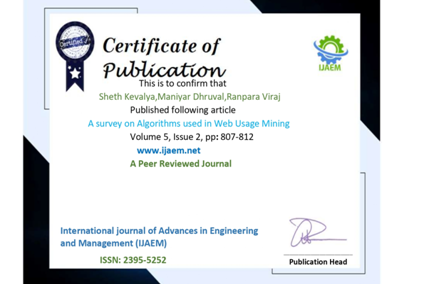 Certified
Certificate of
Publication
IJAEM
This is to confirm that
Sheth Kevalya,Maniyar Dhruval,Ranpara Viraj
Published following article
A survey on Algorithms used in Web Usage Mining
Volume 5, Issue 2, pp: 807-812
www.ijaem.net
A Peer Reviewed Journal
International journal of Advances in Engineering
and Management (IJAEM)
ISSN: 2395-5252
Publication Head